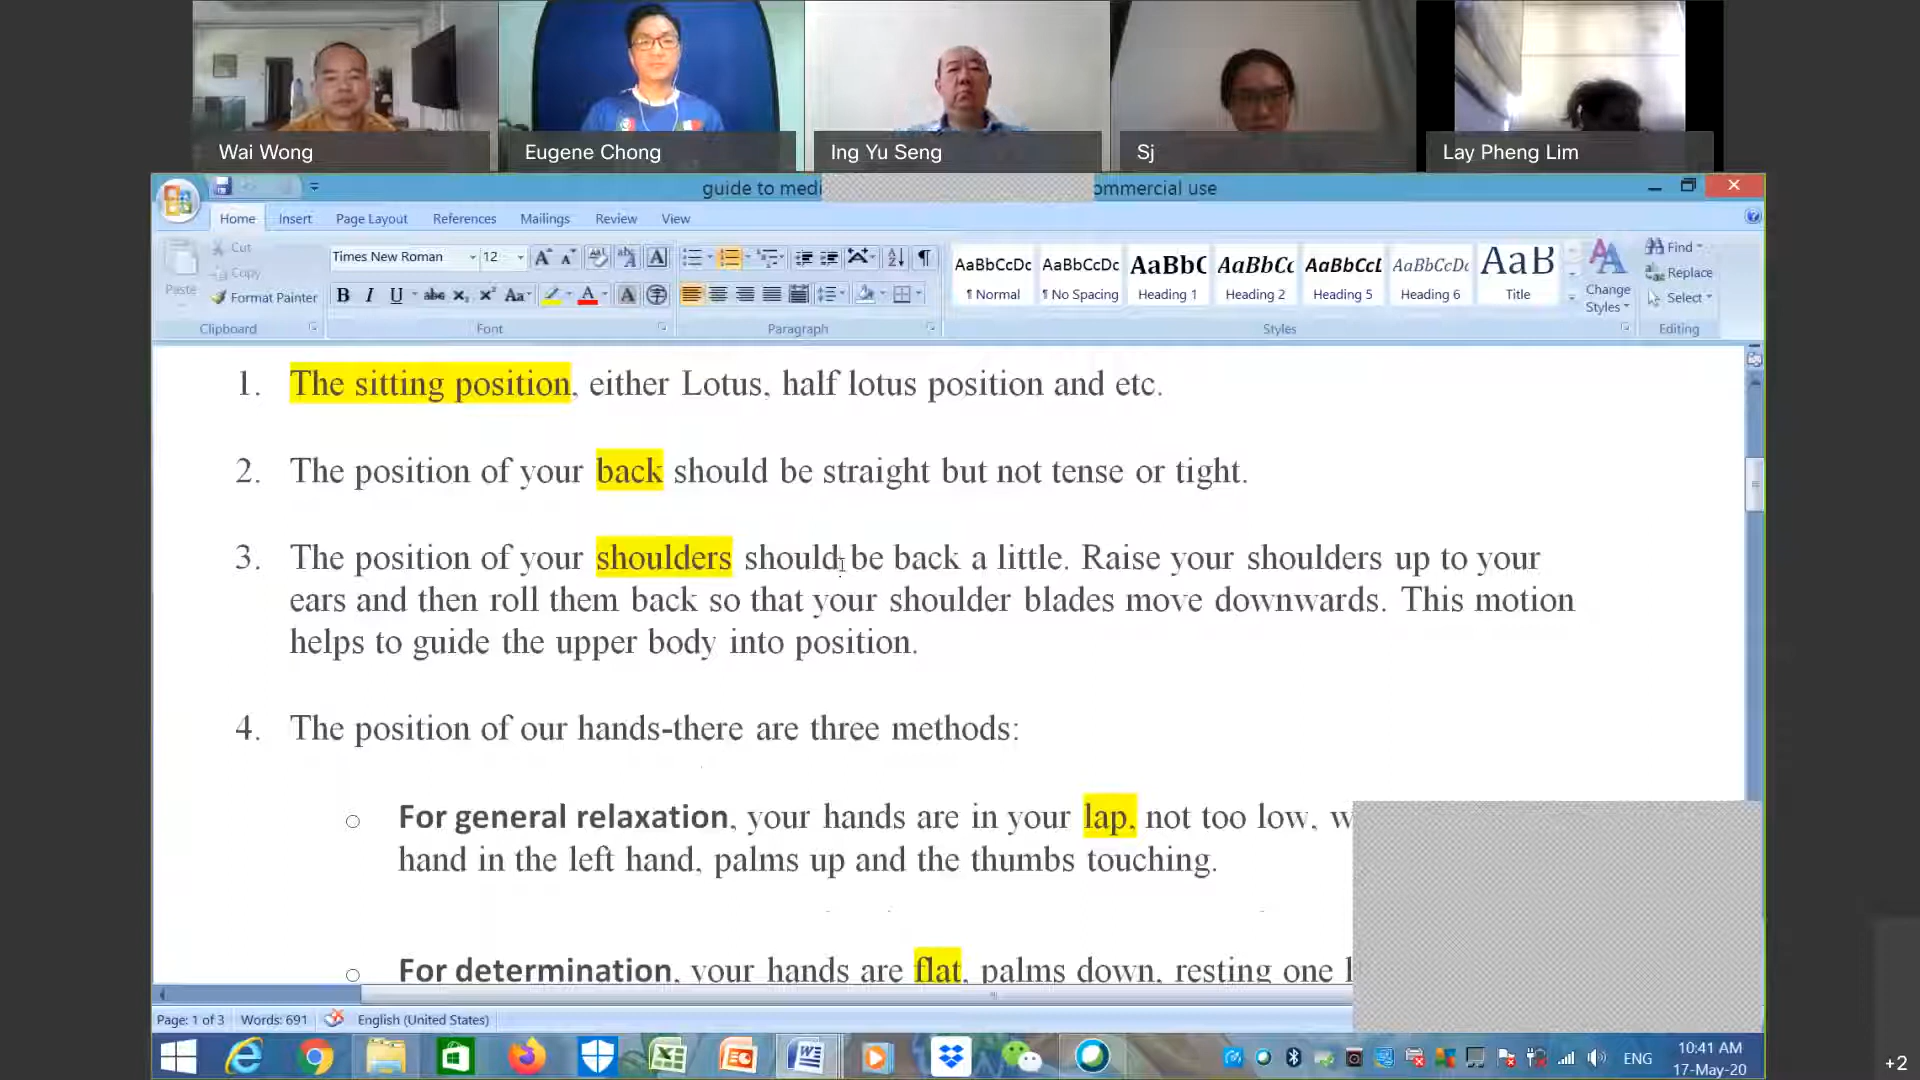 Wai Wong
Eugene Chong
Ing Yu Seng
Sj
Lay Pheng Lim
guide to medi
ommercial use
Home Insert Page Layout References Mailings Review View
Cut
Copy
Format Painter
Paste
Clipboard
Times New Roman 12
Font
Paragraph
AaBbCcDc AaBbCcDc AaBbC AaBbCc AaBbCcL AaBbCcDc AaB
¶ Normal ¶ No Spacing Heading 1 Heading 2 Heading 5 Heading 6 Title
Change
Styles
Styles
Find
Replace
Select
Editing
1. The sitting position, either Lotus, half lotus position and etc.
2. The position of your back should be straight but not tense or tight.
3. The position of your shoulders should be back a little. Raise your shoulders up to your
ears and then roll them back so that your shoulder blades move downwards. This motion
helps to guide the upper body into position.
4. The position of our hands-there are three methods:
For general relaxation, your hands are in your lap, not too low, w
hand in the left hand, palms up and the thumbs touching.
For determination, your hands are flat, palms down, resting one
Page: 1 of 3 Words: 691 English (United States)
ENG
10:41 AM
17-May-20
+2